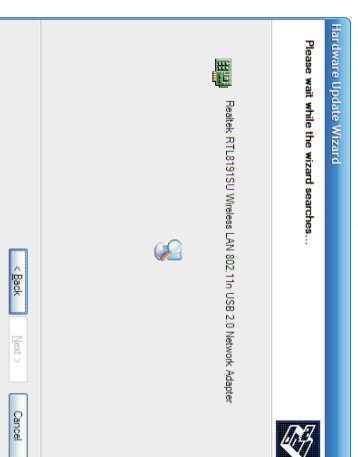 Hardware Update Wizard
Please wait while the wizard searches...
Realtek RTL8191SU Wireless LAN 802.11n USB 2.0 Network Adapter
< Back
Next >
Cancel